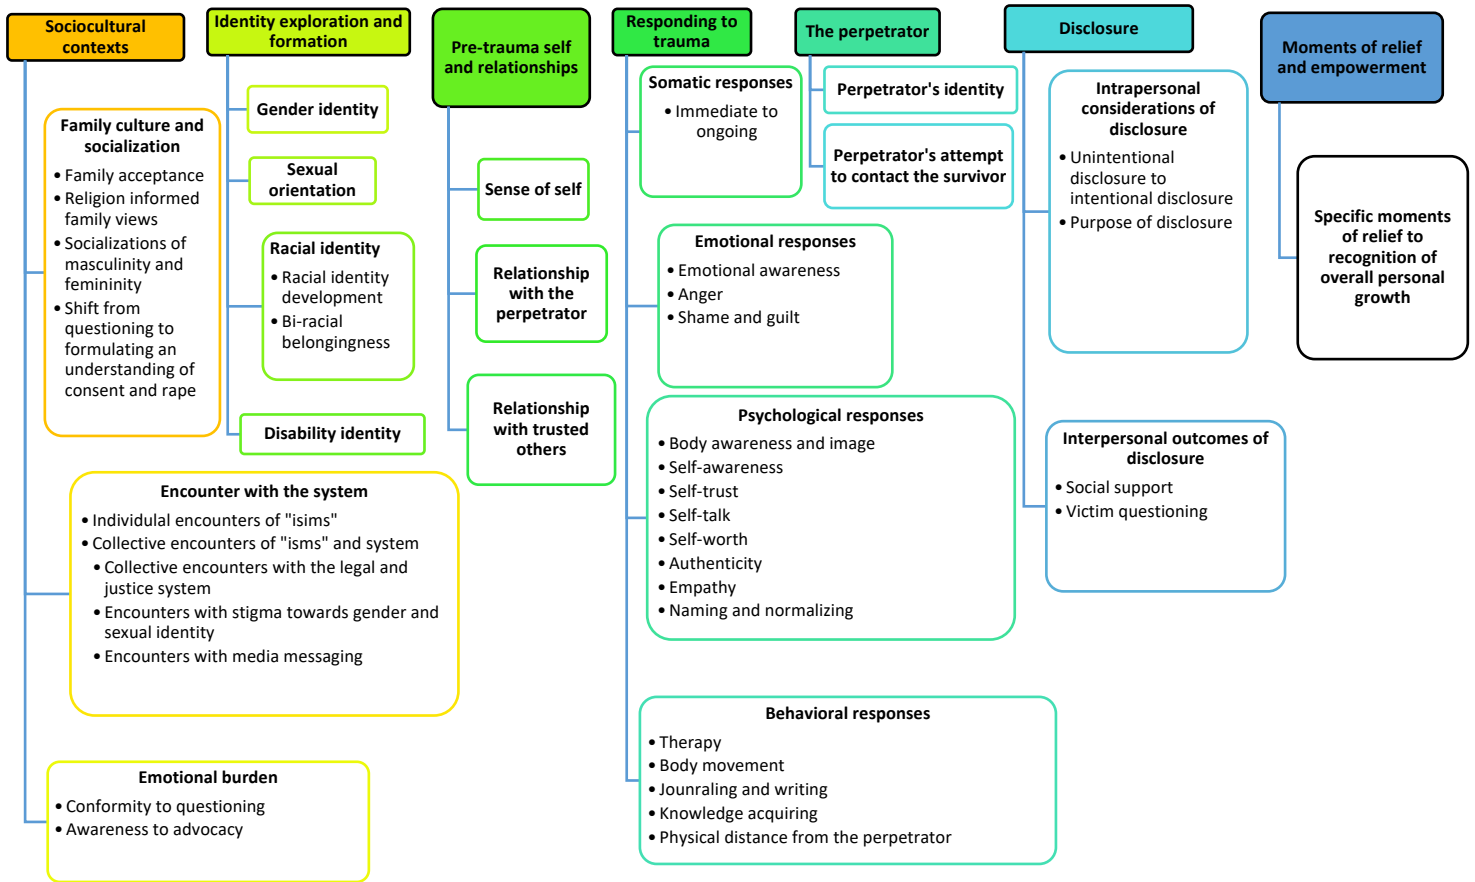 Sociocultural
contexts
Family culture and
socialization
• Family acceptance
• Religion informed
family views
• Socializations of
masculinity and
femininity
• Shift from
questioning to
formulating an
understanding of
consent and rape
Encounter with the system
• Individulal encounters of "isims"
• Collective encounters of "isms" and system
• Collective encounters with the legal and
justice system
• Encounters with stigma towards gender and
sexual identity
• Encounters with media messaging
Emotional burden
• Conformity to questioning
• Awareness to advocacy
Identity exploration and
formation
Gender identity
Sexual
orientation
Racial identity
• Racial identity
development
• Bi-racial
belongingness
Disability identity
Pre-trauma self
and relationships
Sense of self
Relationship
with the
perpetrator
Relationship
with trusted
others
Responding to
trauma
Somatic responses
• Immediate to
ongoing
Emotional responses
• Emotional awareness
• Anger
• Shame and guilt
Psychological responses
• Body awareness and image
• Self-awareness
• Self-trust
• Self-talk
• Self-worth
• Authenticity
• Empathy
• Naming and normalizing
Behavioral responses
• Therapy
• Body movement
• Jounraling and writing
• Knowledge acquiring
• Physical distance from the perpetrator
The perpetrator
Perpetrator's identity
Perpetrator's attempt
to contact the survivor
Disclosure
Intrapersonal
considerations of
disclosure
• Unintentional
disclosure to
intentional disclosure
• Purpose of disclosure
Interpersonal outcomes of
disclosure
• Social support
• Victim questioning
Moments of relief
and empowerment
Specific moments
of relief to
recognition of
overall personal
growth